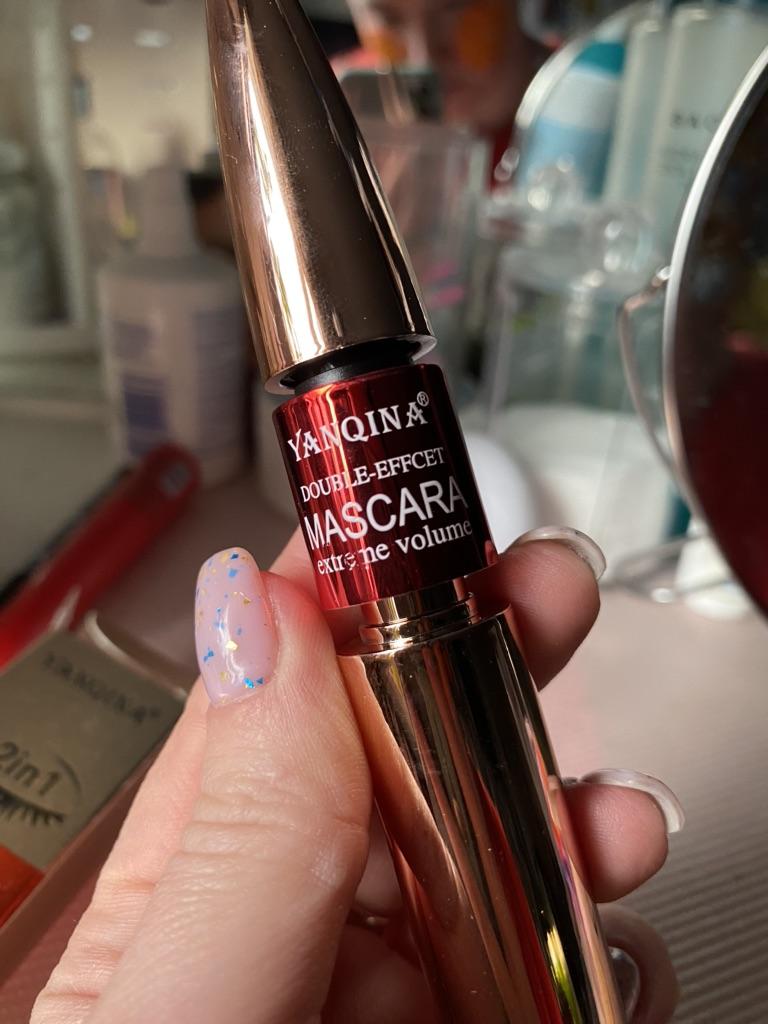 YANQINA®
DOUBLE-EFFCET
MASCARA
extreme volume
YANQINA®
2in1